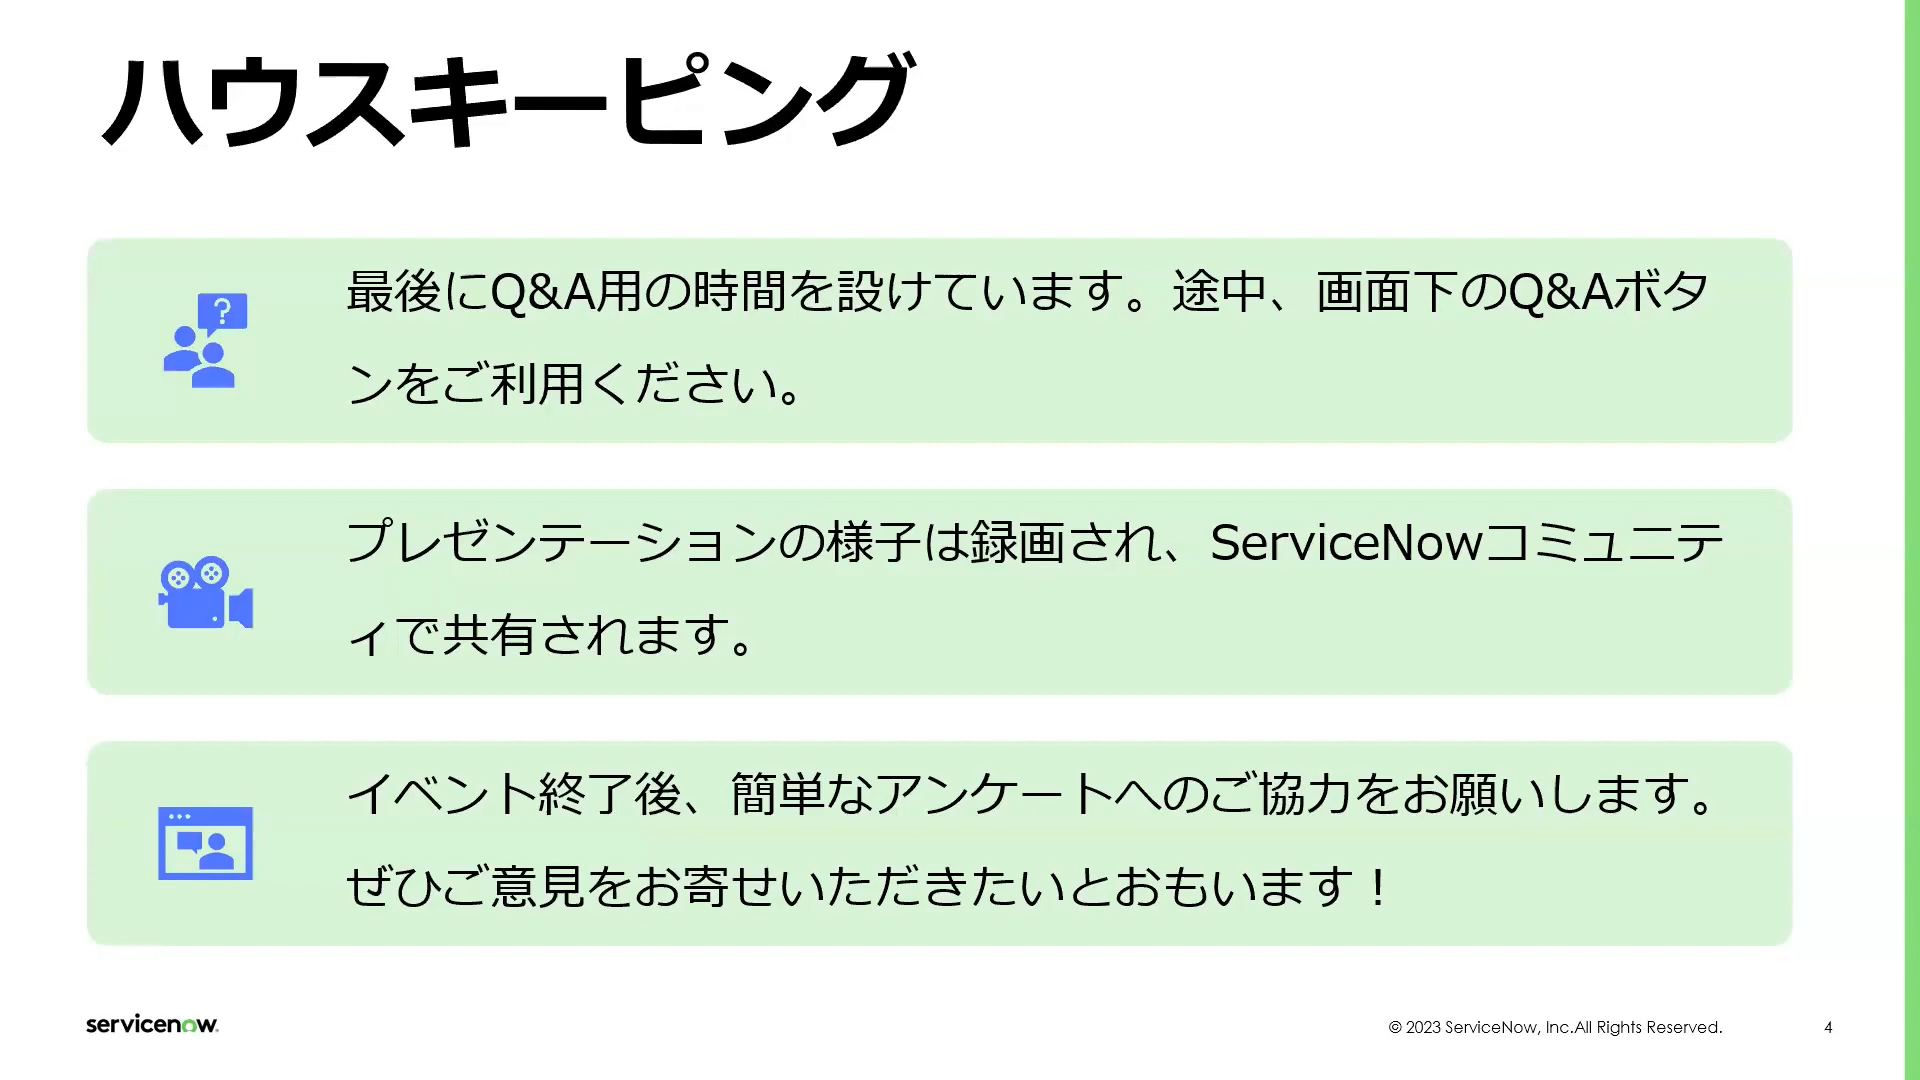 ハウスキーピング
最後にQ&A用の時間を設けています。途中、画面下のQ&Aボタ
ンをご利用ください。
プレゼンテーションの様子は録画され、ServiceNowコミュニテ
ィで共有されます。
イベント終了後、簡単なアンケートへのご協力をお願いします。
ぜひご意見をお寄せいただきたいとおもいます！
servicenow.
© 2023 ServiceNow, Inc.All Rights Reserved.
4